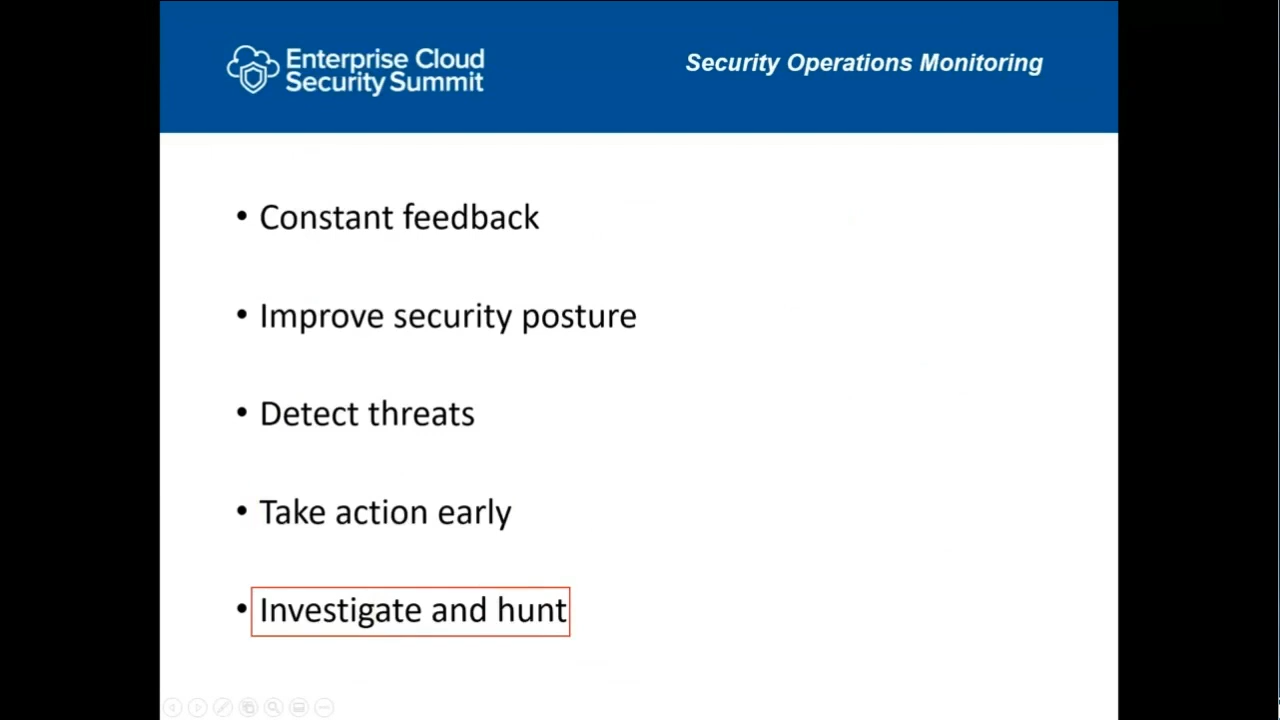 Enterprise Cloud
Security Summit
Security Operations Monitoring
• Constant feedback
• Improve security posture
• Detect threats
• Take action early
• Investigate and hunt